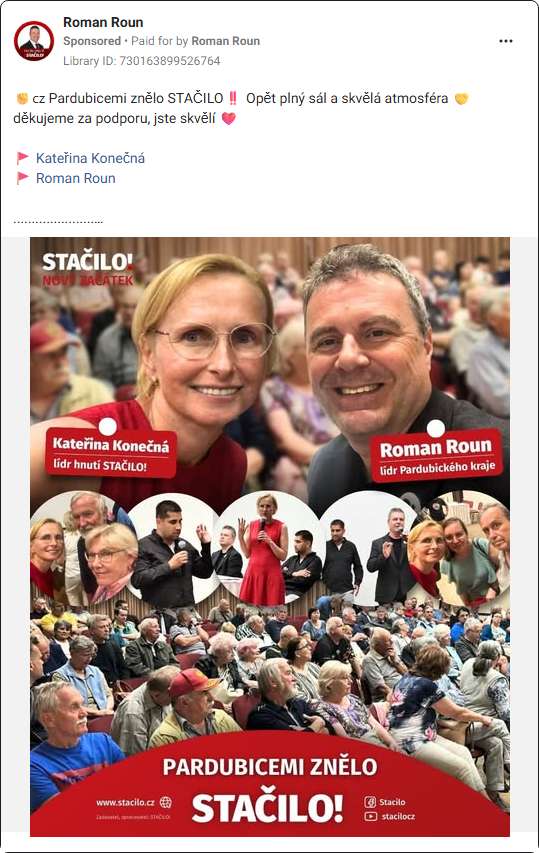 Roman Roun
Sponsored • Paid for by Roman Roun
Library ID: 730163899526764
✊cz Pardubicemi znělo STAČILO‼️ Opět plný sál a skvělá atmosféra 🤝
děkujeme za podporu, jste skvělí 💓
🚩 Kateřina Konečná
🚩 Roman Roun
..........................
STAČILO!
NOVÝ ZAČÁTEK
Kateřina Konečná
lídr hnutí STAČILO!
Roman Roun
lídr Pardubického kraje
PARDUBICEMI ZNĚLO
STAČILO!
www.stacilo.cz
Zadavatel, zpracovatel: STAČILO!
Stacilo
stacilocz